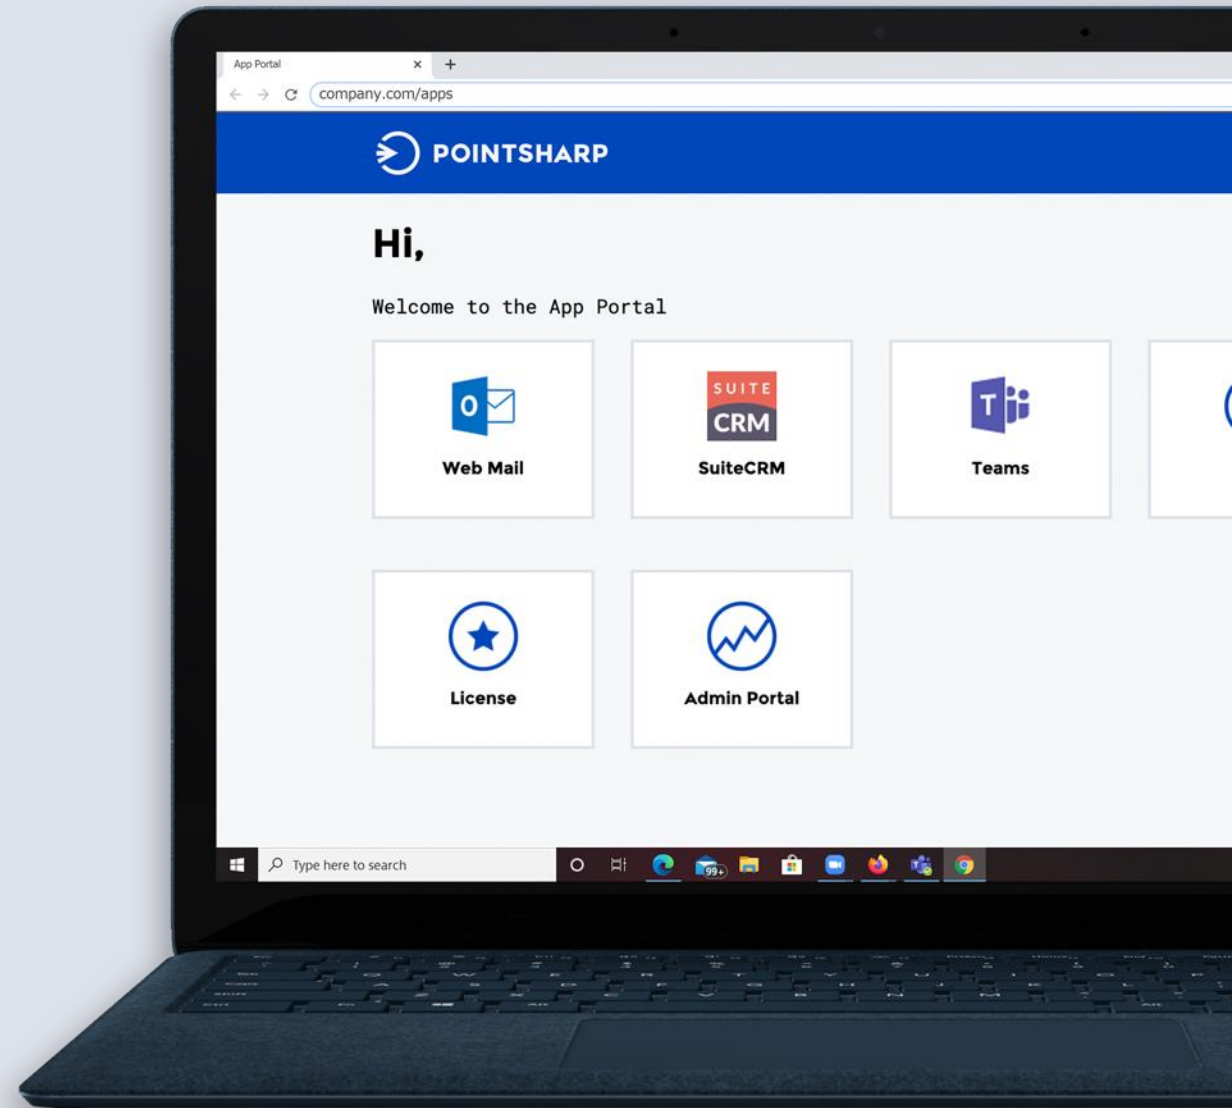 App Portal
company.com/apps
POINTSHARP
Hi,
Welcome to the App Portal
O
SUITE
CRM
T
Web Mail
SuiteCRM
Teams
License
Admin Portal
Type here to search
99+